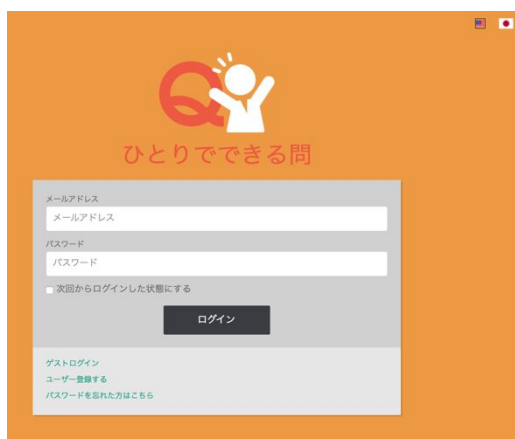 Q
ひとりでできる問
メールアドレス
メールアドレス
パスワード
パスワード
次回からログインした状態にする
ログイン
ゲストログイン
ユーザー登録する
パスワードを忘れた方はこちら